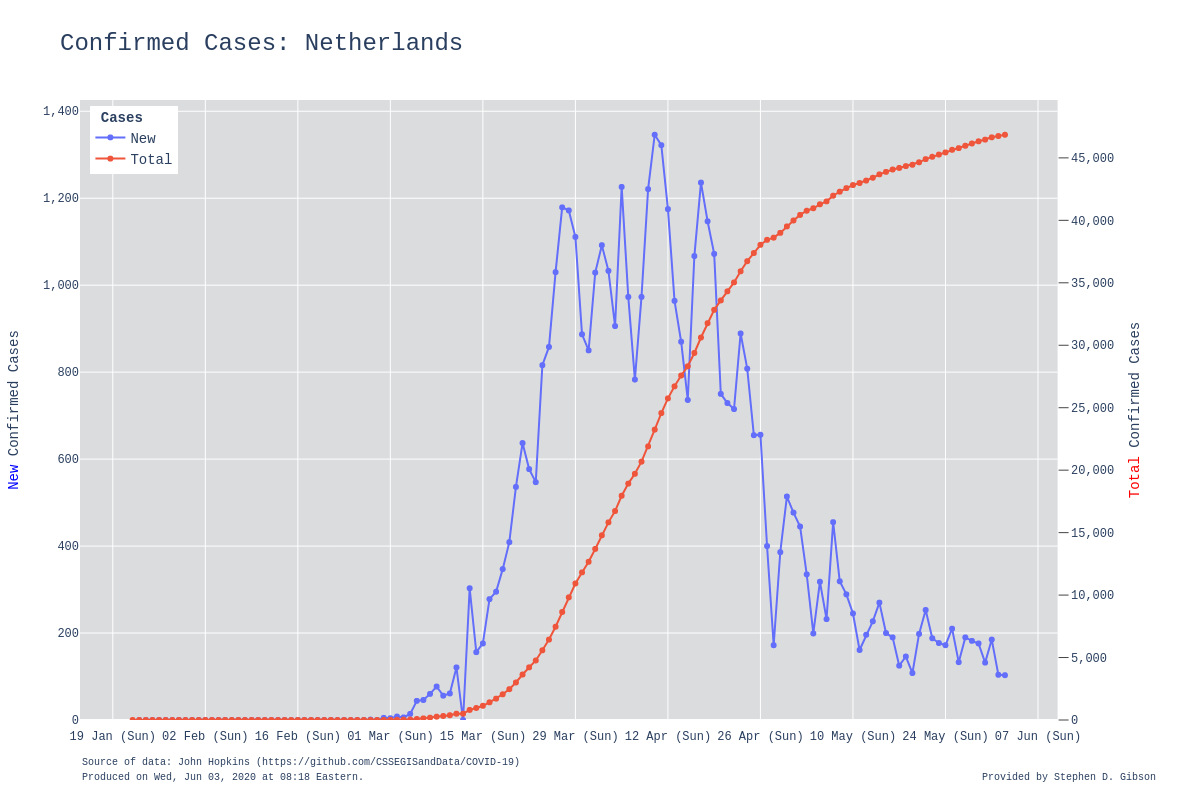 Confirmed Cases: Netherlands
Cases
New
Total
1,400
1,200
1,000
800
600
400
200
0
New Confirmed Cases
45,000
40,000
35,000
30,000
25,000
20,000
15,000
10,000
5,000
0
Total Confirmed Cases
19 Jan (Sun) 02 Feb (Sun) 16 Feb (Sun) 01 Mar (Sun) 15 Mar (Sun) 29 Mar (Sun) 12 Apr (Sun) 26 Apr (Sun) 10 May (Sun) 24 May (Sun) 07 Jun (Sun)
Source of data: John Hopkins (https://github.com/CSSEGISandData/COVID-19)
Produced on Wed, Jun 03, 2020 at 08:18 Eastern.
Provided by Stephen D. Gibson